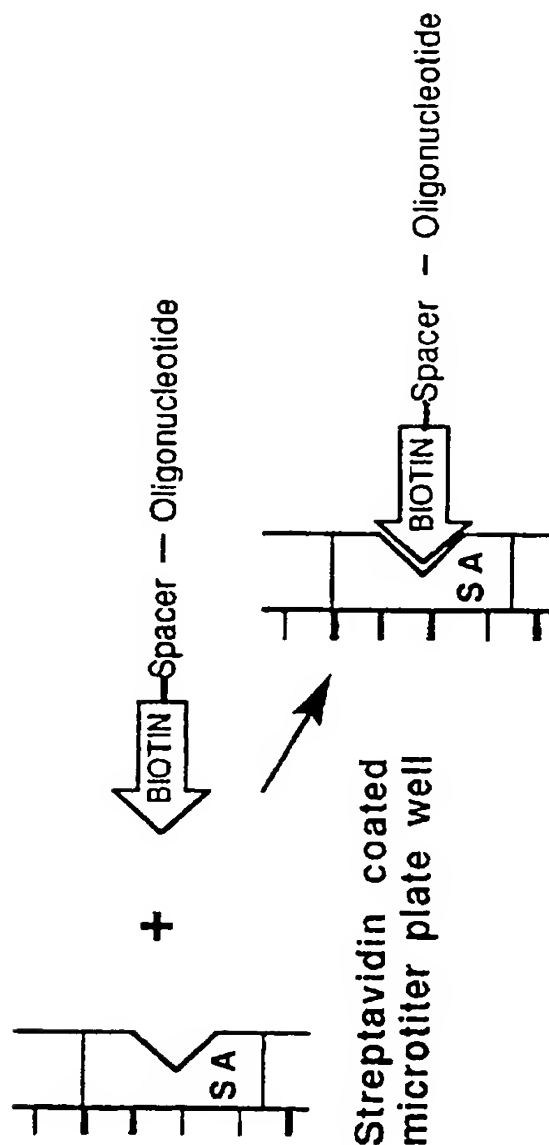 SA
+
BIOTIN
Spacer — Oligonucleotide
Streptavidin coated
microtiter plate well
SA
BIOTIN
Spacer — Oligonucleotide